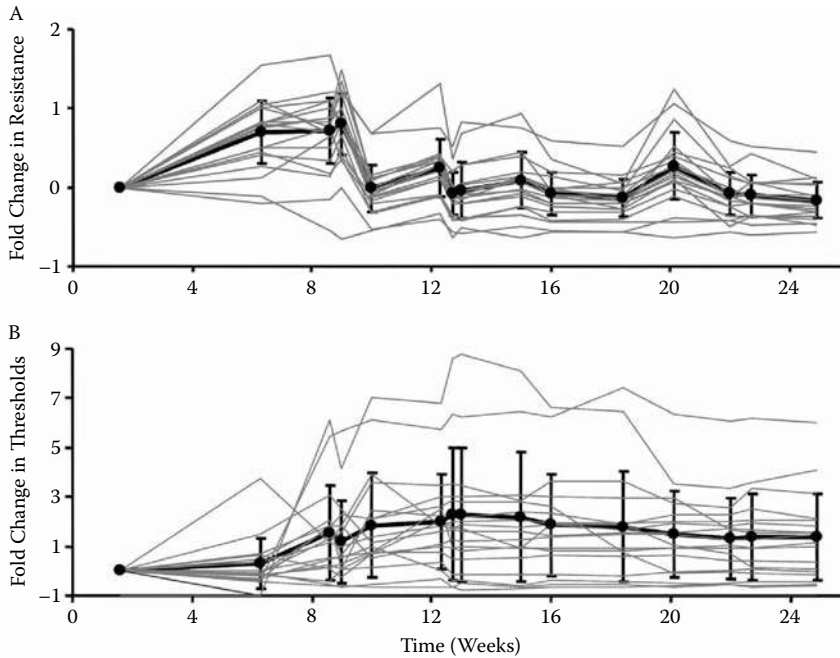 A
Fold Change in Resistance
2
1
0
−1
0 4 8 12 16 20 24
B
Fold Change in Thresholds
9
7
5
3
1
−1
0 4 8 12 16 20 24
Time (Weeks)